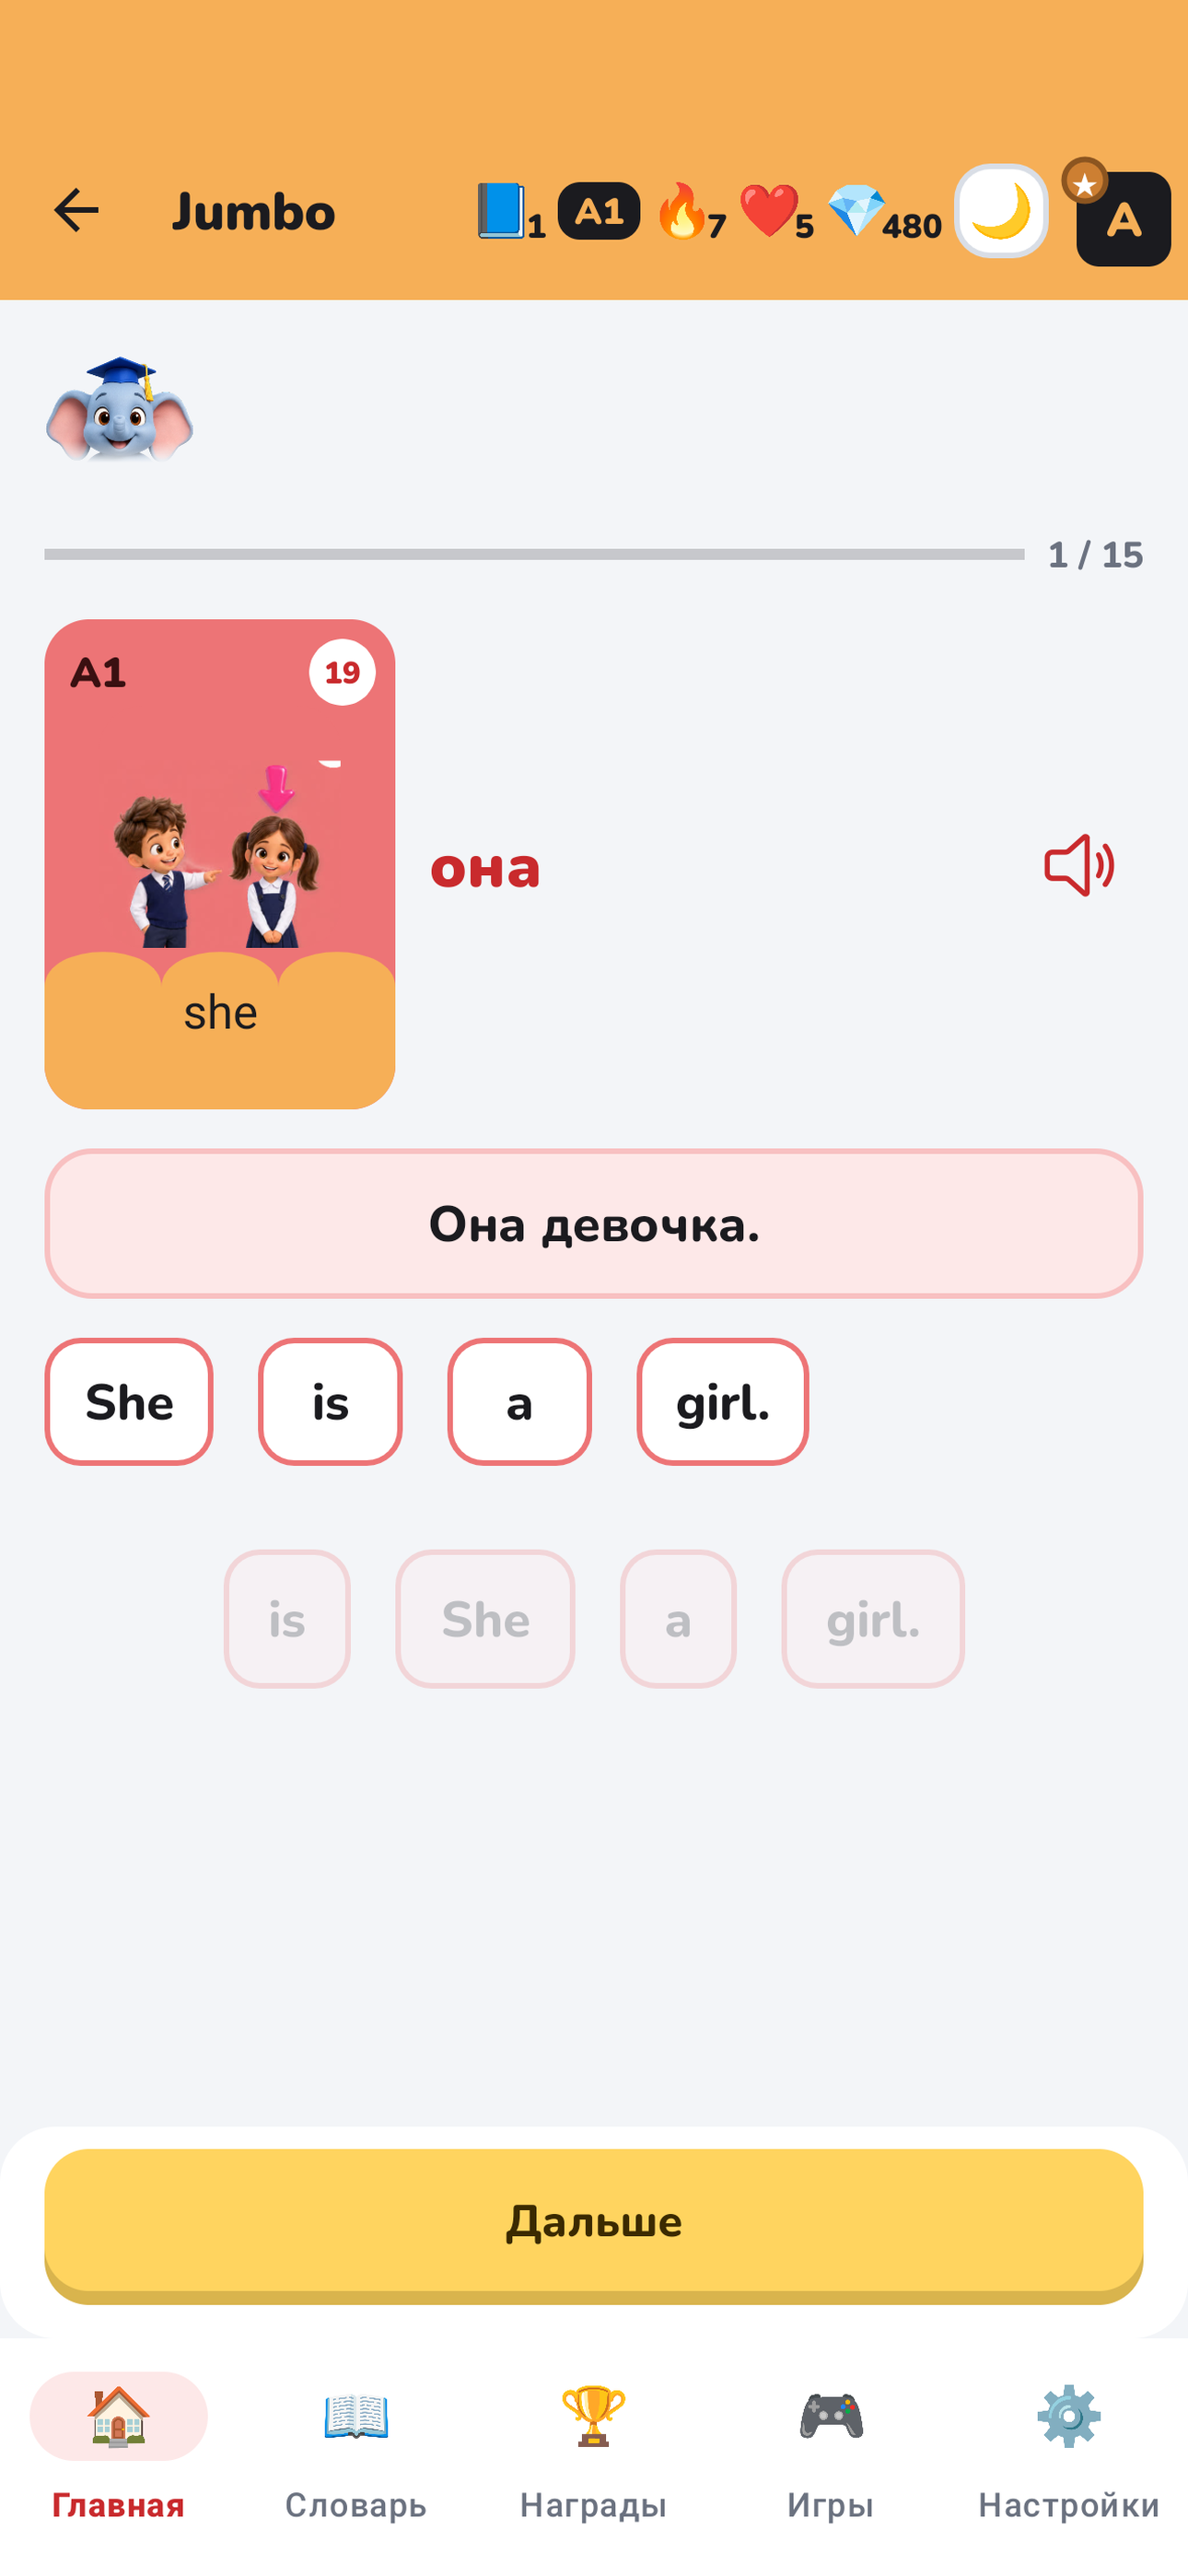 Jumbo
1
A1
7
5
480
A
1 / 15
A1
19
she
она
Она девочка.
She is a girl.
is She a girl.
Дальше
Главная Словарь Награды Игры Настройки